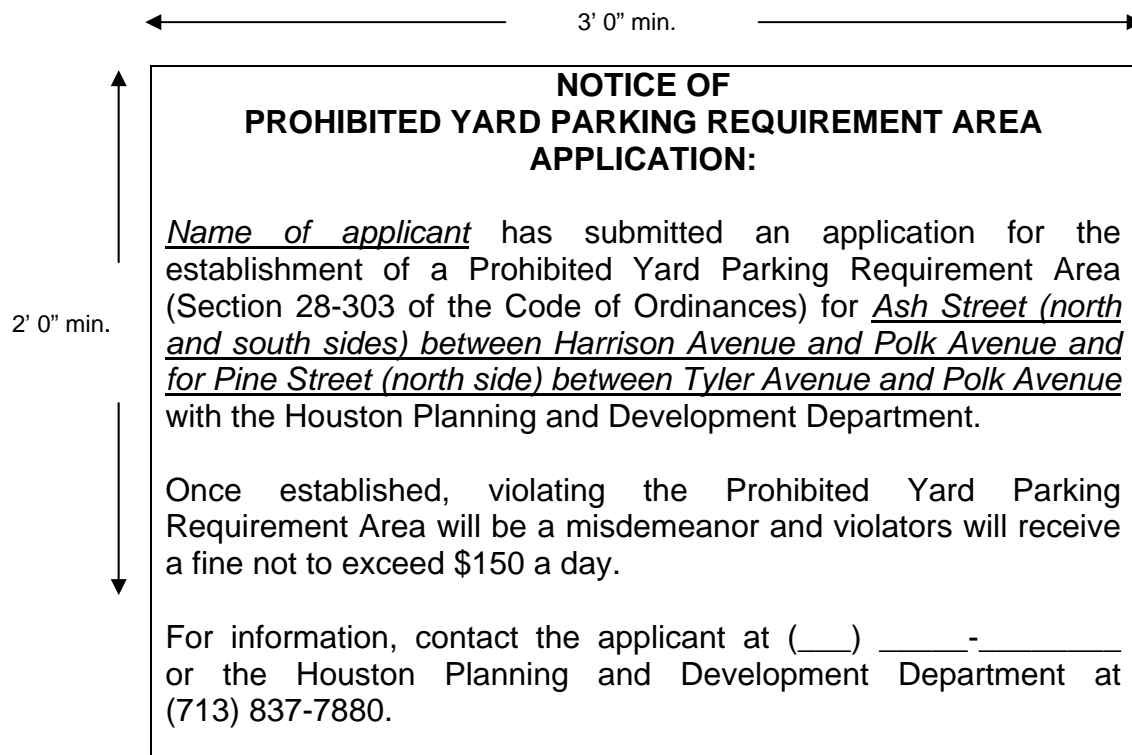 3’ 0” min.
NOTICE OF
PROHIBITED YARD PARKING REQUIREMENT AREA
APPLICATION:
Name of applicant has submitted an application for the
establishment of a Prohibited Yard Parking Requirement Area
(Section 28-303 of the Code of Ordinances) for Ash Street (north
2’ 0” min.
and south sides) between Harrison Avenue and Polk Avenue and
for Pine Street (north side) between Tyler Avenue and Polk Avenue
with the Houston Planning and Development Department.
Once established, violating the Prohibited Yard Parking
Requirement Area will be a misdemeanor and violators will receive
a fine not to exceed $150 a day.
For information, contact the applicant at (___) _____-________
or the Houston Planning and Development Department at
(713) 837-7880.